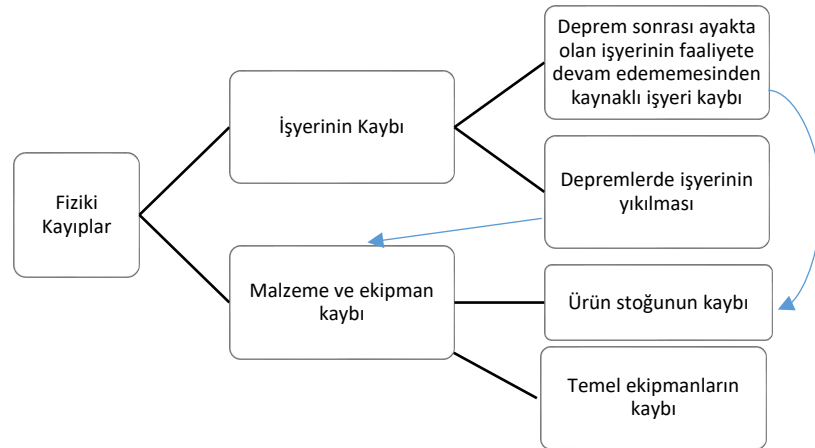 Fiziki
Kayıplar
İşyerinin Kaybı
Deprem sonrası ayakta
olan işyerinin faaliyete
devam edememesinden
kaynaklı işyeri kaybı
Depremlerde işyerinin
yıkılması
Malzeme ve ekipman
kaybı
Ürün stoğunun kaybı
Temel ekipmanların
kaybı